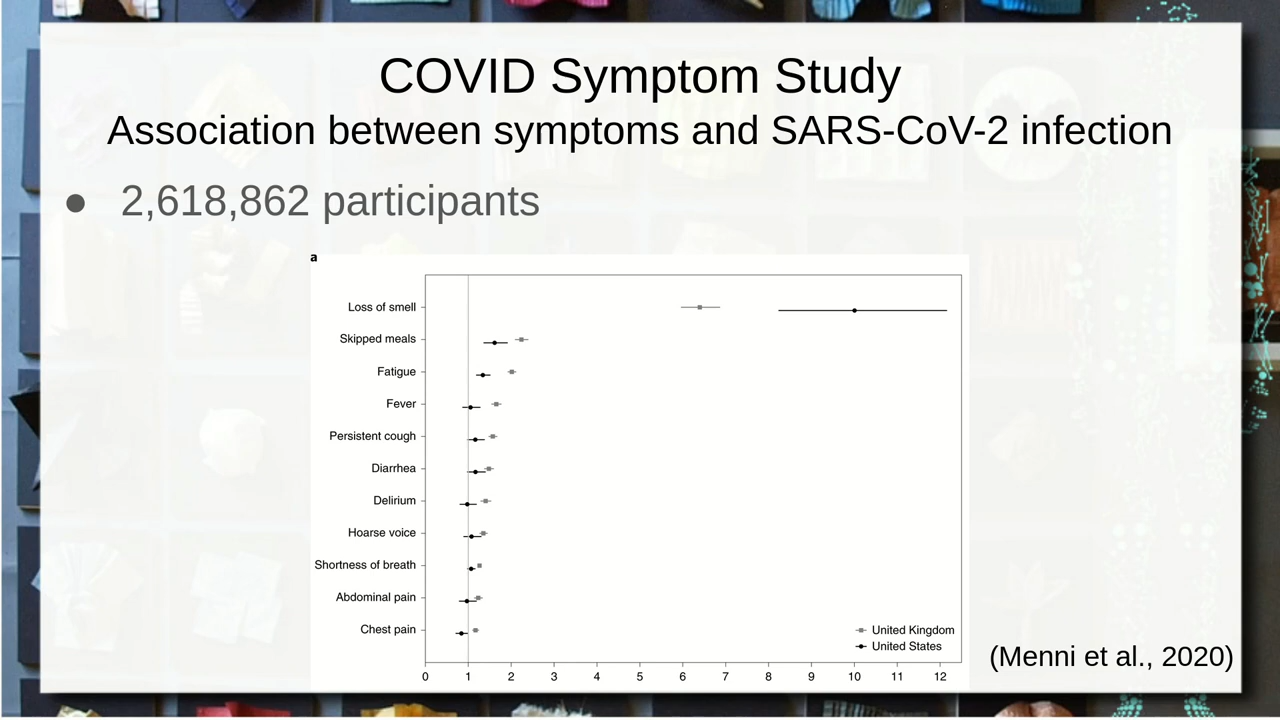 COVID Symptom Study
Association between symptoms and SARS-CoV-2 infection
● 2,618,862 participants
a
Loss of smell
Skipped meals
Fatigue
Fever
Persistent cough
Diarrhea
Delirium
Hoarse voice
Shortness of breath
Abdominal pain
Chest pain
United Kingdom
United States
0 1 2 3 4 5 6 7 8 9 10 11 12
(Menni et al., 2020)